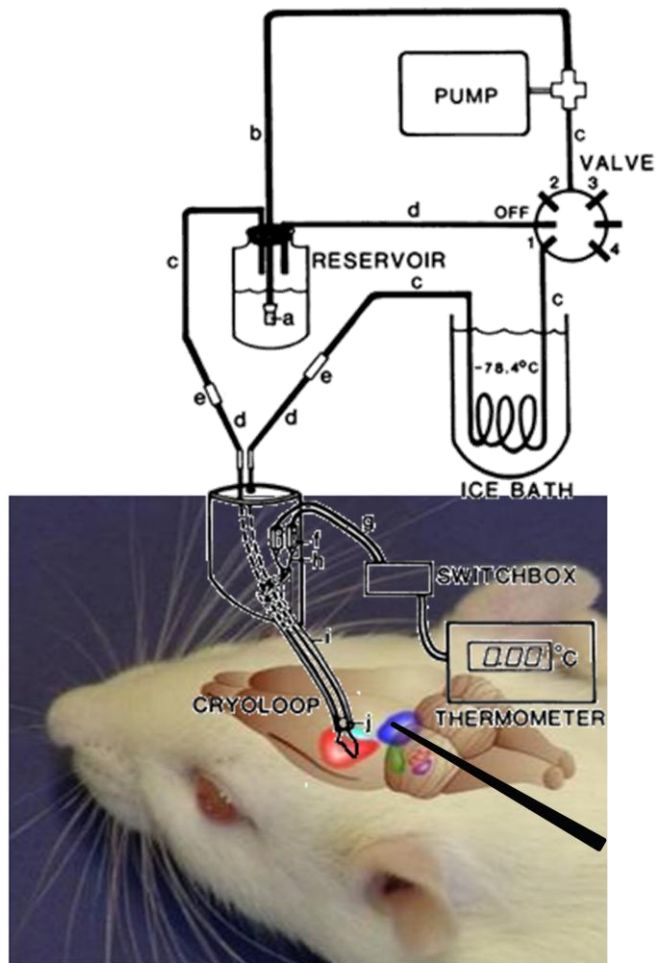 PUMP
b
c
VALVE
2
3
OFF
1
4
d
c
RESERVOIR
c
c
a
-78.4°C
e
e
d
d
ICE BATH
g
f
h
SWITCHBOX
i
0.00 °C
CRYOLOOP
j
THERMOMETER